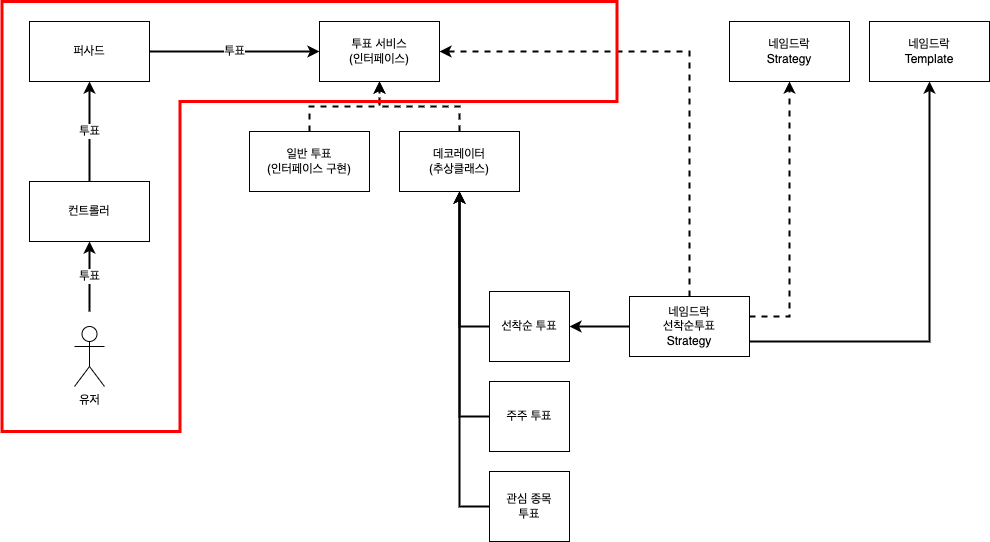 퍼사드
투표
투표 서비스
(인터페이스)
네임드락
Strategy
네임드락
Template
투표
일반 투표
(인터페이스 구현)
데코레이터
(추상클래스)
컨트롤러
투표
유저
선착순 투표
네임드락
선착순투표
Strategy
주주 투표
관심 종목
투표